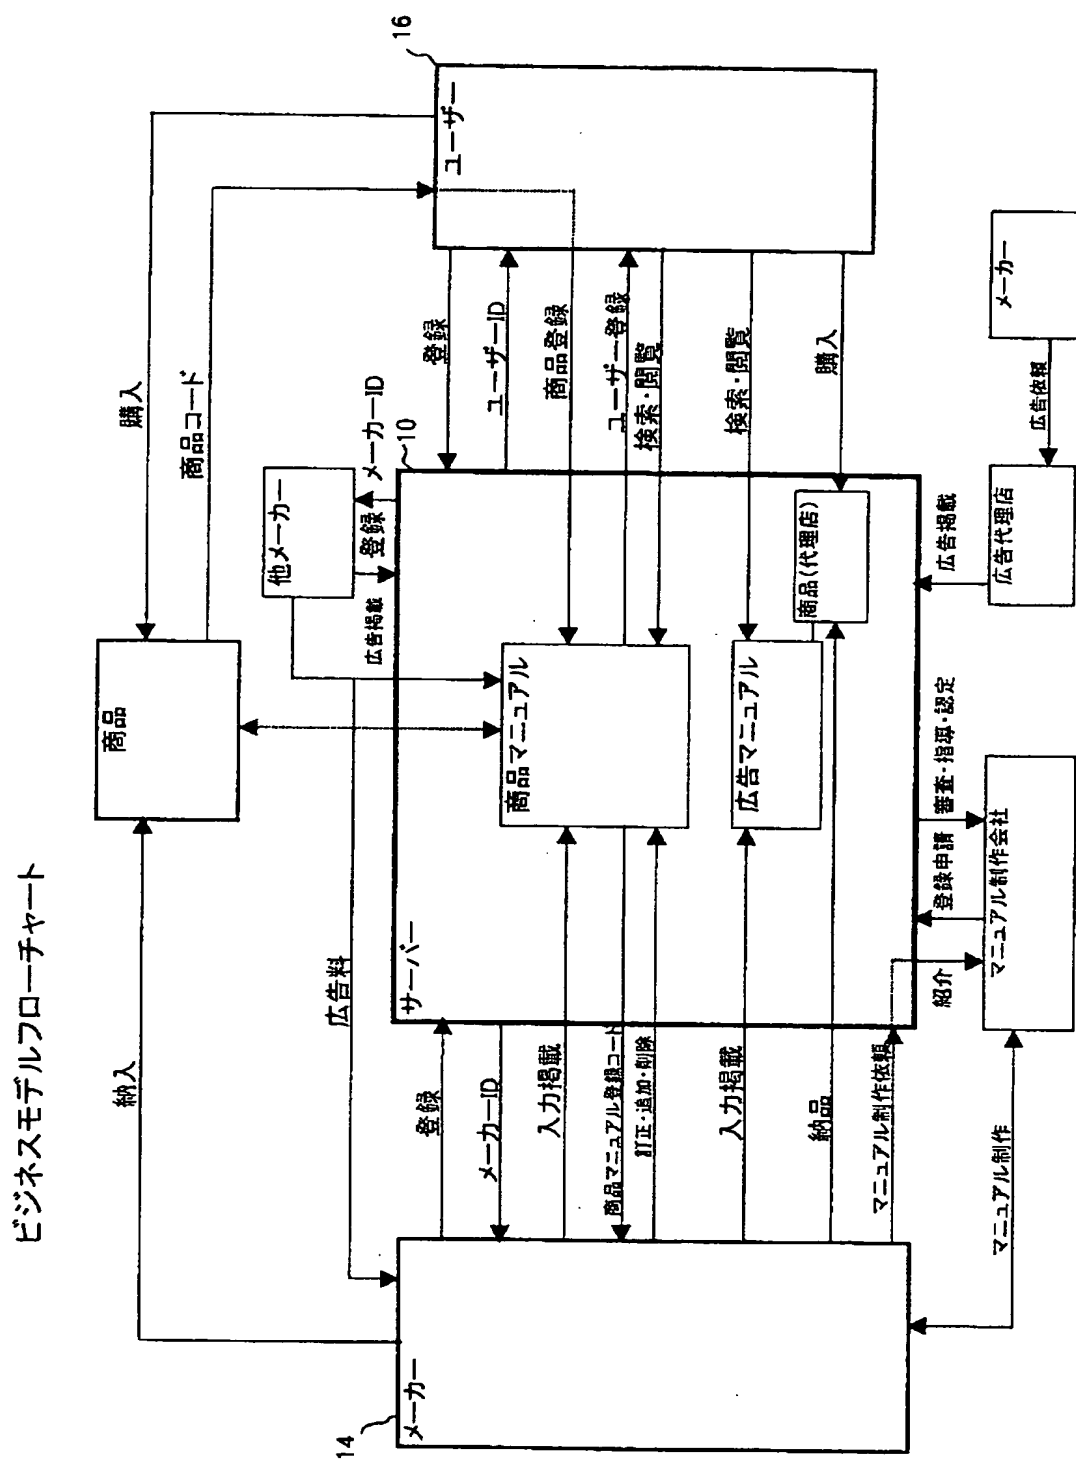 ビジネスモデルフローチャート
納入
購入
商品
商品コード
広告料
他メーカー
広告掲載
登録
メーカーID
14
メーカー
サーバー
10
ユーザー
16
登録
メーカーID
入力掲載
商品マニュアル登録コード
訂正・追加・削除
入力掲載
納品
マニュアル制作依頼
商品マニュアル
広告マニュアル
商品(代理店)
登録
ユーザーID
商品登録
ユーザー登録
検索・閲覧
検索・閲覧
購入
マニュアル制作
紹介
登録申請
審査・指導・認定
マニュアル制作会社
広告掲載
広告代理店
広告依頼
メーカー